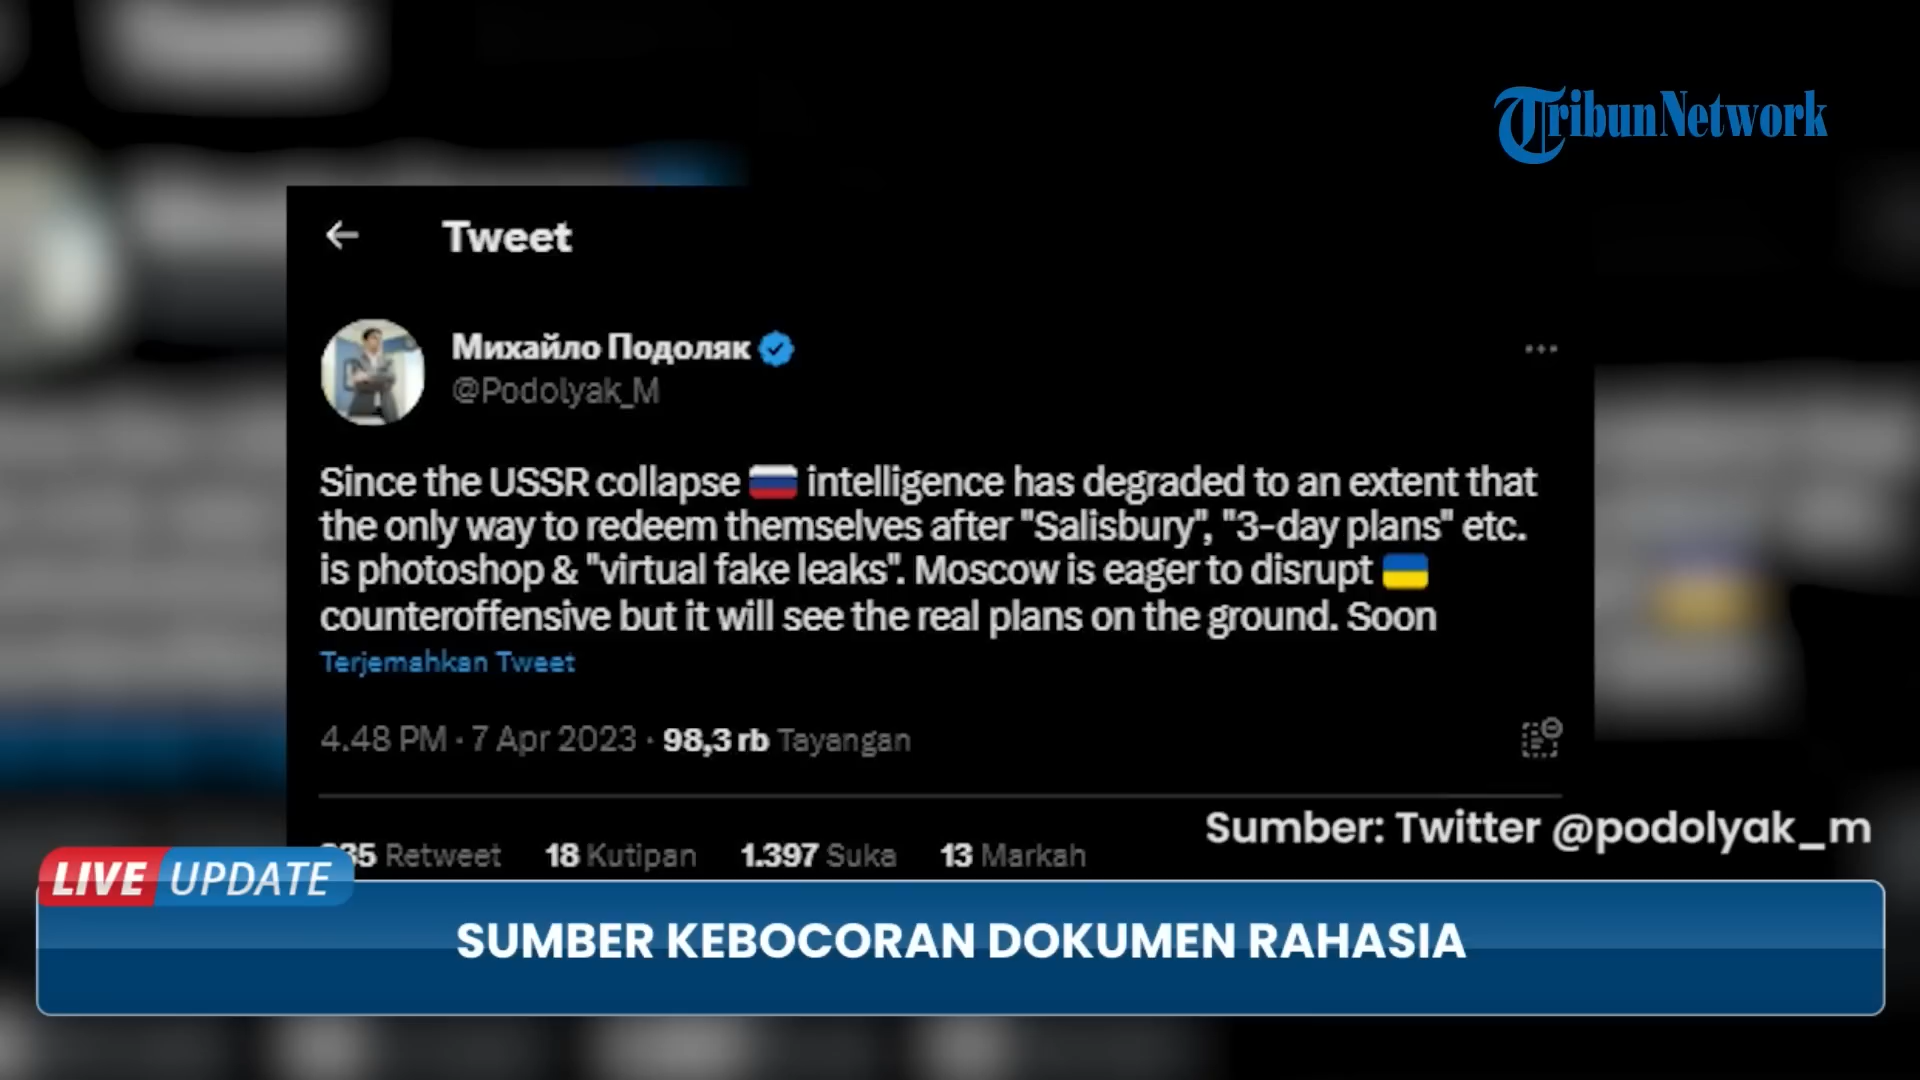 TribunNetwork
Tweet
Михайло Подоляк
@Podolyak_M
Since the USSR collapse 🇷🇺 intelligence has degraded to an extent that
the only way to redeem themselves after "Salisbury", "3-day plans" etc.
is photoshop & "virtual fake leaks". Moscow is eager to disrupt 🇺🇦
counteroffensive but it will see the real plans on the ground. Soon
Terjemahkan Tweet
4.48 PM · 7 Apr 2023 · 98,3 rb Tayangan
Retweet 18 Kutipan 1.397 Suka 13 Markah
Sumber: Twitter @podolyak_m
LIVE UPDATE
SUMBER KEBOCORAN DOKUMEN RAHASIA